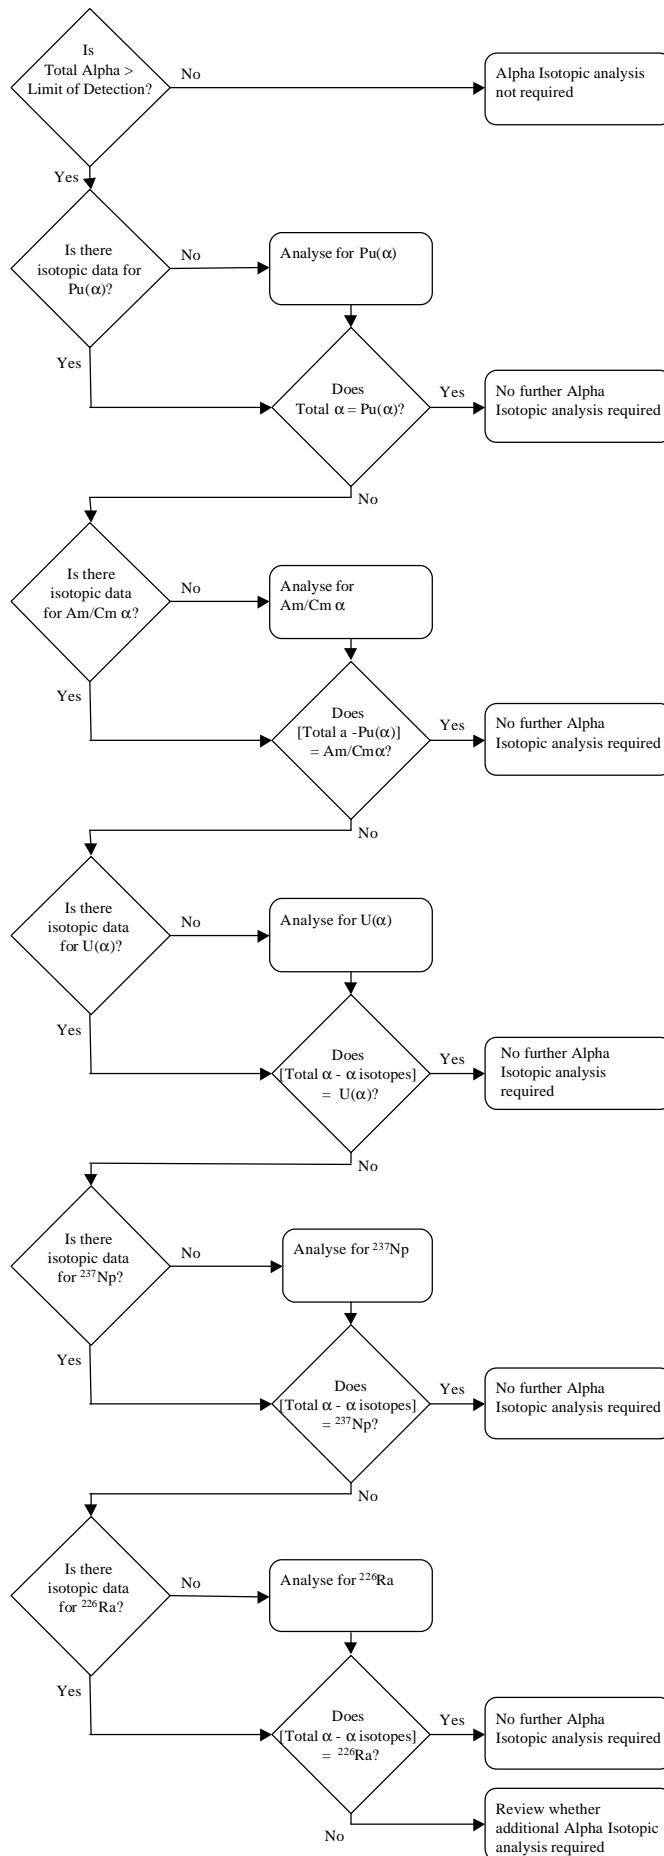 Is
Total Alpha >
Limit of Detection?
No
Alpha Isotopic analysis
not required
Yes
Is there
isotopic data for
Pu(α)?
No
Analyse for Pu(α)
Yes
Does
Total α = Pu(α)?
Yes
No further Alpha
Isotopic analysis required
No
Is there
isotopic data
for Am/Cm α?
No
Analyse for
Am/Cm α
Yes
Does
[Total a -Pu(α)]
= Am/Cmα?
Yes
No further Alpha
Isotopic analysis required
No
Is there
isotopic data
for U(α)?
No
Analyse for U(α)
Yes
Does
[Total α - α isotopes]
= U(α)?
Yes
No further Alpha
Isotopic analysis
required
No
Is there
isotopic data
for ²³⁷Np?
No
Analyse for ²³⁷Np
Yes
Does
[Total α - α isotopes]
= ²³⁷Np?
Yes
No further Alpha
Isotopic analysis required
No
Is there
isotopic data
for ²²⁶Ra?
No
Analyse for ²²⁶Ra
Yes
Does
[Total α - α isotopes]
= ²²⁶Ra?
Yes
No further Alpha
Isotopic analysis required
No
Review whether
additional Alpha Isotopic
analysis required